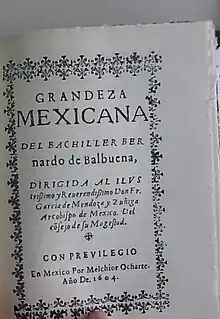 GRANDEZA
MEXICANA
DEL BACHILLER BER
nardo de Balbuena,
DIRIGIDA AL ILVS
trissimo y Reuerendissimo Don Fr.
Garcia de Mendoza y Zuñiga
Arcobispo de Mexico. Del
cōsejo de su Magestad.
CON PREVILEGIO
En Mexico Por Melchior Ocharte.
Año De. 1604.